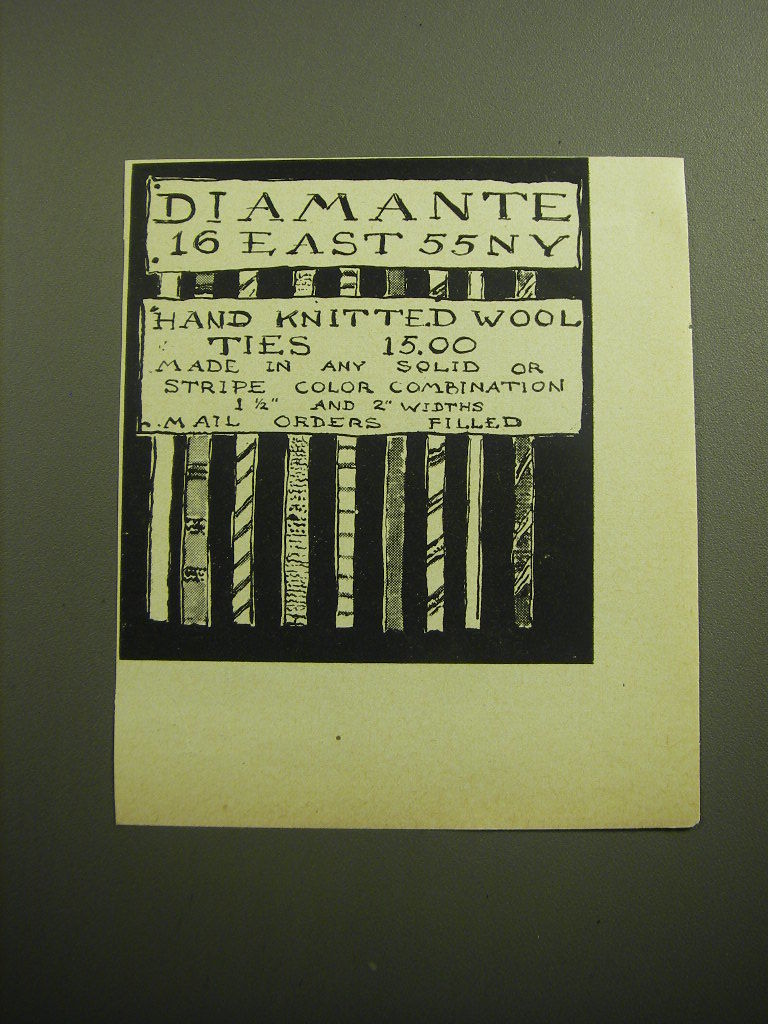 DIAMANTE
16 EAST 55 NY
HAND KNITTED WOOL
TIES 15.00
MADE IN ANY SOLID OR
STRIPE COLOR COMBINATION
1 ½" AND 2" WIDTHS
MAIL ORDERS FILLED